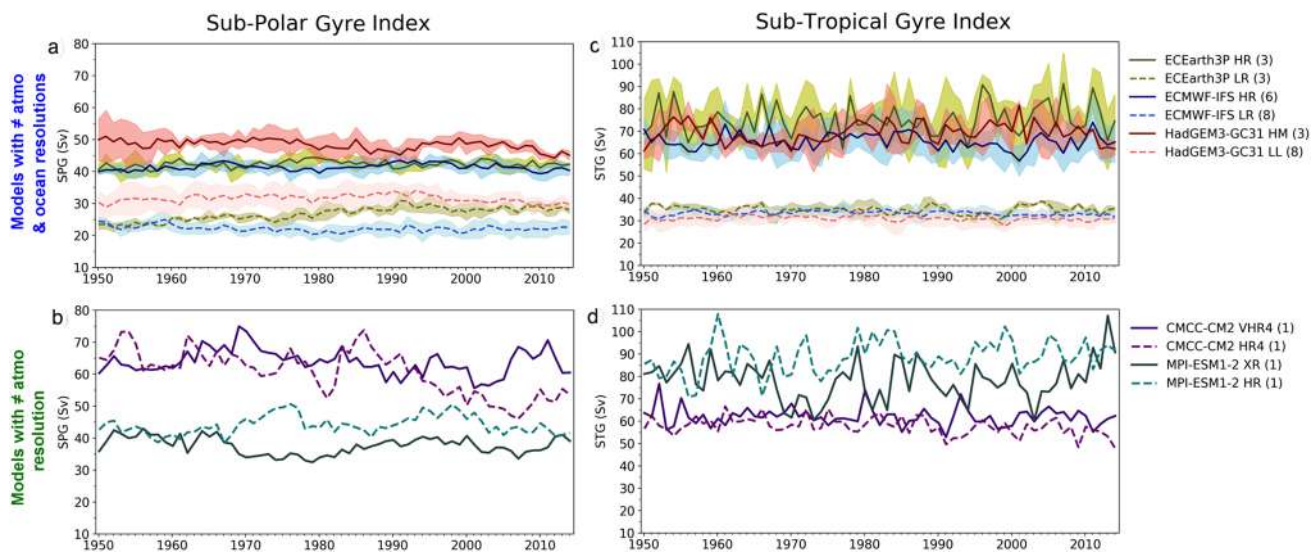 Sub-Polar Gyre Index
Sub-Tropical Gyre Index
Models with ≠ atmo
& ocean resolutions
a
80
70
60
50
40
30
20
10
SPG (Sv)
1950 1960 1970 1980 1990 2000 2010
c
110
100
90
80
70
60
50
40
30
20
10
STG (Sv)
1950 1960 1970 1980 1990 2000 2010
ECEarth3P HR (3)
ECEarth3P LR (3)
ECMWF-IFS HR (6)
ECMWF-IFS LR (8)
HadGEM3-GC31 HM (3)
HadGEM3-GC31 LL (8)
Models with ≠ atmo
resolution
b
80
70
60
50
40
30
20
10
SPG (Sv)
1950 1960 1970 1980 1990 2000 2010
d
110
100
90
80
70
60
50
40
30
20
10
STG (Sv)
1950 1960 1970 1980 1990 2000 2010
CMCC-CM2 VHR4 (1)
CMCC-CM2 HR4 (1)
MPI-ESM1-2 XR (1)
MPI-ESM1-2 HR (1)